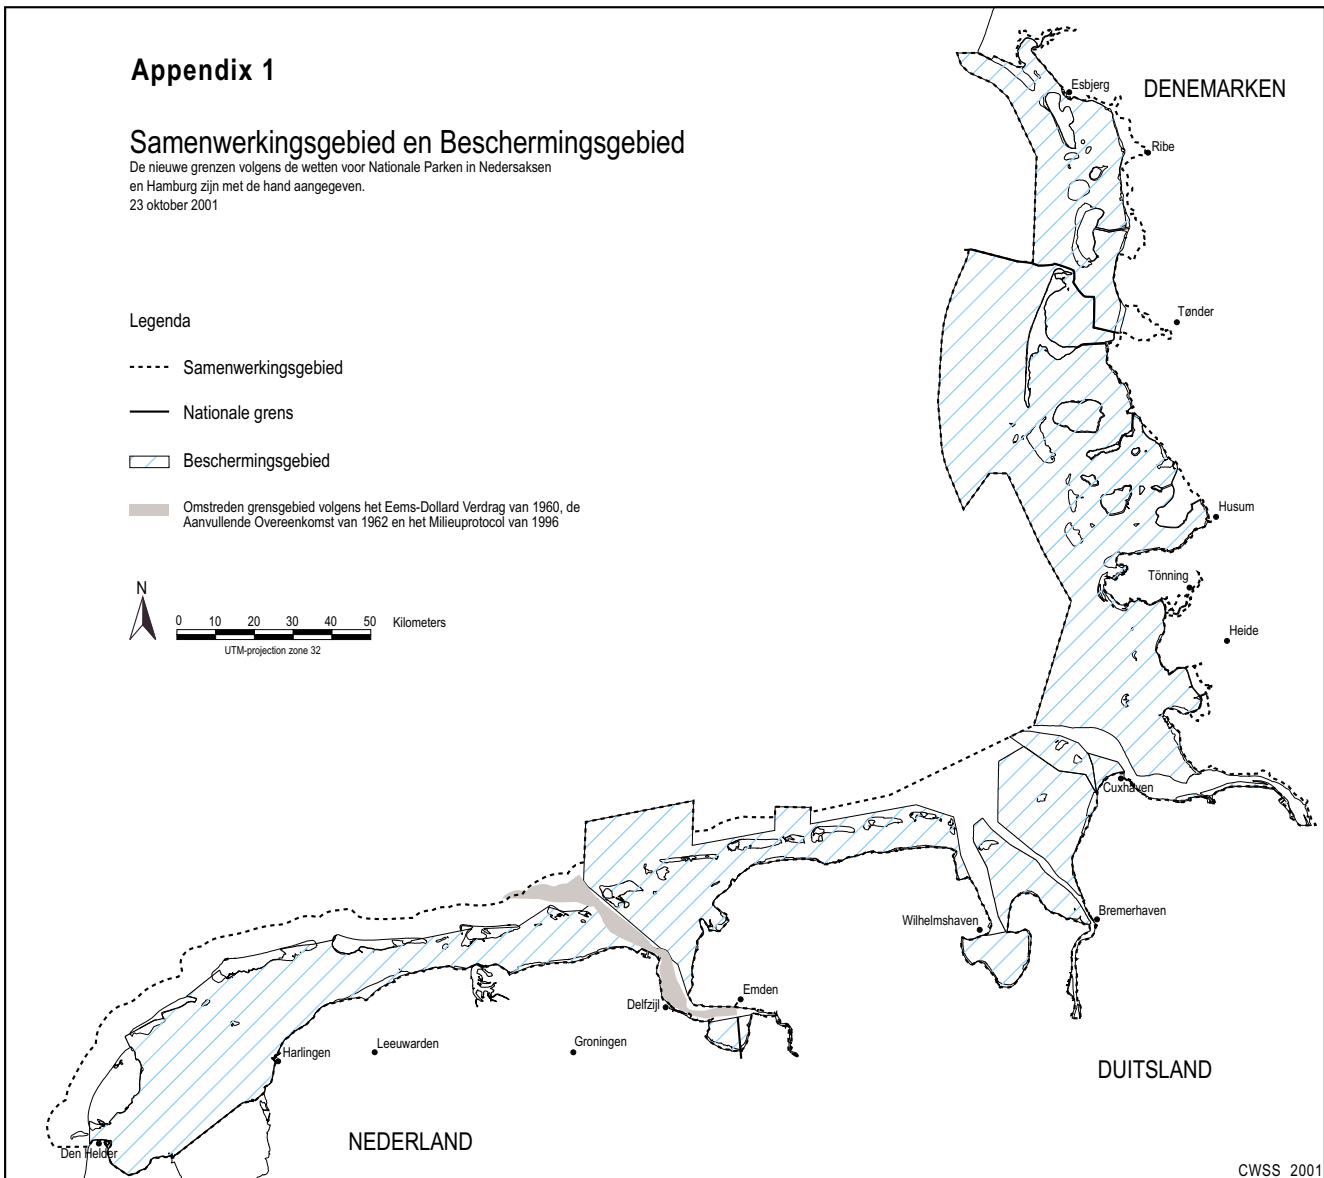 Appendix 1
Samenwerkingsgebied en Beschermingsgebied
De nieuwe grenzen volgens de wetten voor Nationale Parken in Nedersaksen
en Hamburg zijn met de hand aangegeven.
23 oktober 2001
Legenda
Samenwerkingsgebied
Nationale grens
Beschermingsgebied
Omstreden grensgebied volgens het Eems-Dollard Verdrag van 1960, de
Aanvullende Overeenkomst van 1962 en het Milieuprotocol van 1996
N
0 10 20 30 40 50 Kilometers
UTM-projection zone 32
DENEMARKEN
Esbjerg
Ribe
Tønder
Husum
Tönning
Heide
Cuxhaven
Bremerhaven
Wilhelmshaven
Emden
Delfzijl
Groningen
Leeuwarden
Harlingen
Den Helder
DUITSLAND
NEDERLAND
CWSS 2001